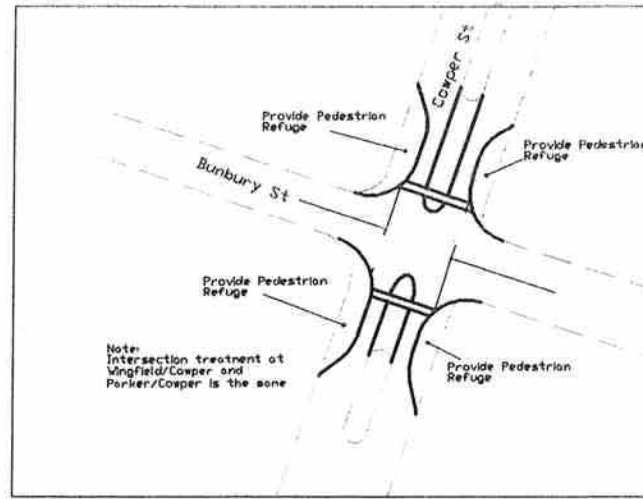 Cowper St
Provide Pedestrian
Refuge
Provide Pedestrian
Refuge
Bunbury St
Provide Pedestrian
Refuge
Note:
Intersection treatment at
Wingfield/Cowper and
Parker/Cowper is the same
Provide Pedestrian
Refuge